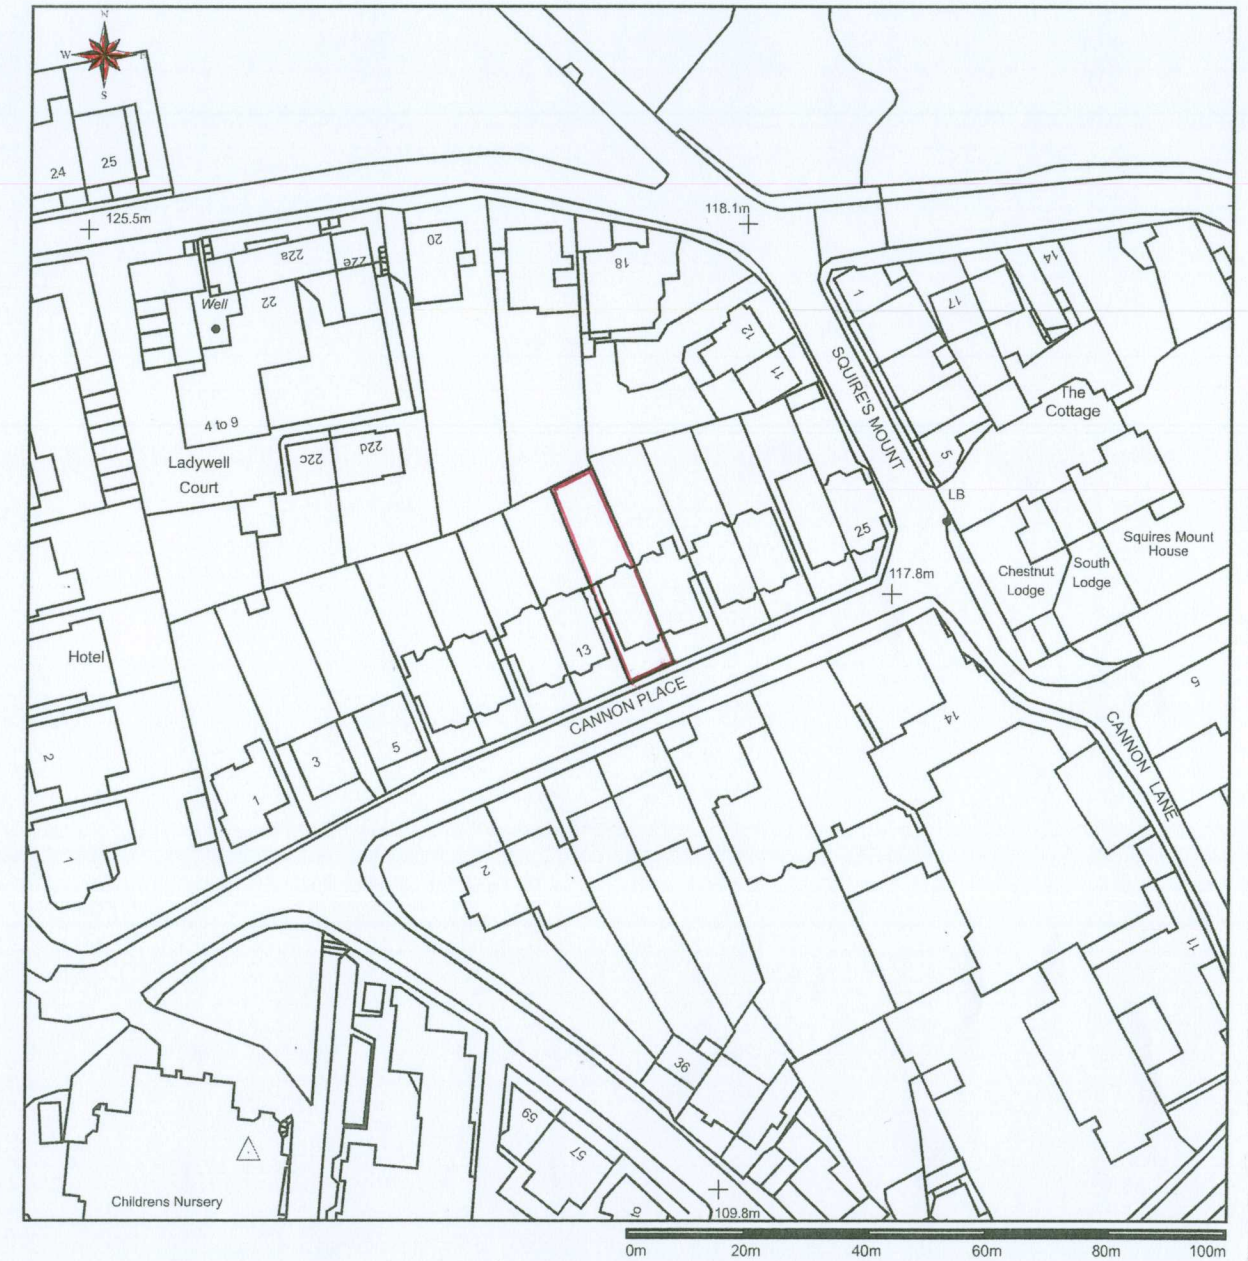 N
W
E
S
24
25
125.5m
118.1m
22a
22e
20
18
1
17
14
Well
22
12
11
SQUIRE'S MOUNT
The
Cottage
4 to 9
22c
22d
Ladywell
Court
5
LB
25
Squires Mount
House
117.8m
Chestnut
Lodge
South
Lodge
Hotel
13
CANNON PLACE
5
14
CANNON LANE
2
3
5
1
1
2
11
36
59
57
Childrens Nursery
109.8m
0m 20m 40m 60m 80m 100m